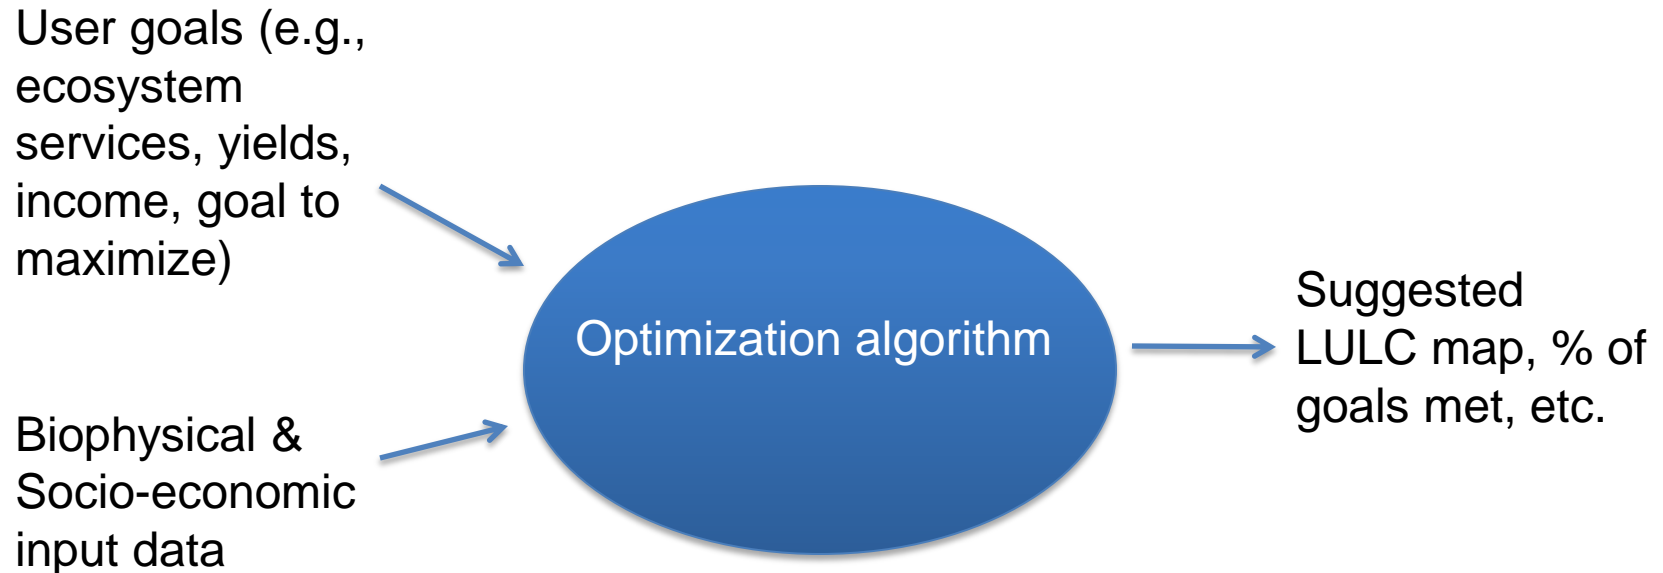 User goals (e.g.,
ecosystem
services, yields,
income, goal to
maximize)
Biophysical &
Socio-economic
input data
Optimization algorithm
Suggested
LULC map, % of
goals met, etc.